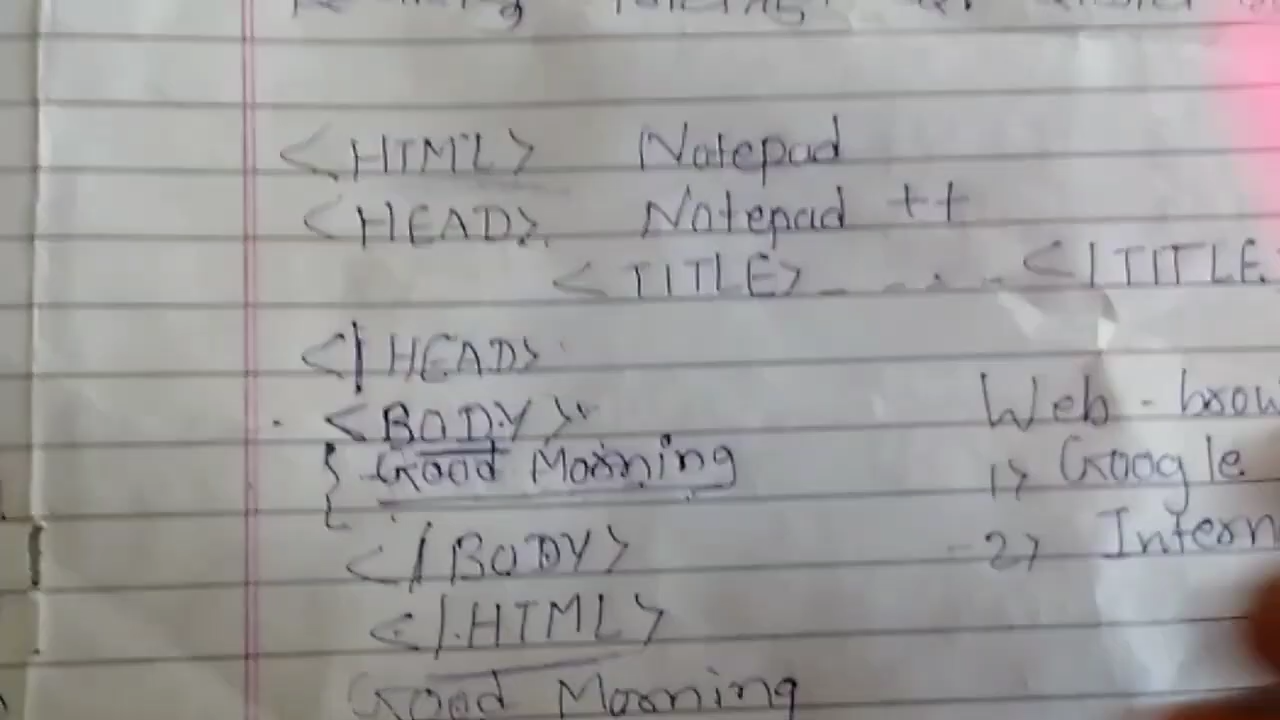 <HTML> Notepad
<HEAD> Notepad ++
<TITLE> - - - - </TITLE
</HEAD>
<BODY>
Good Morning
</BODY>
</HTML>
Good Morning
Web - brow
1> Google
2> Intern